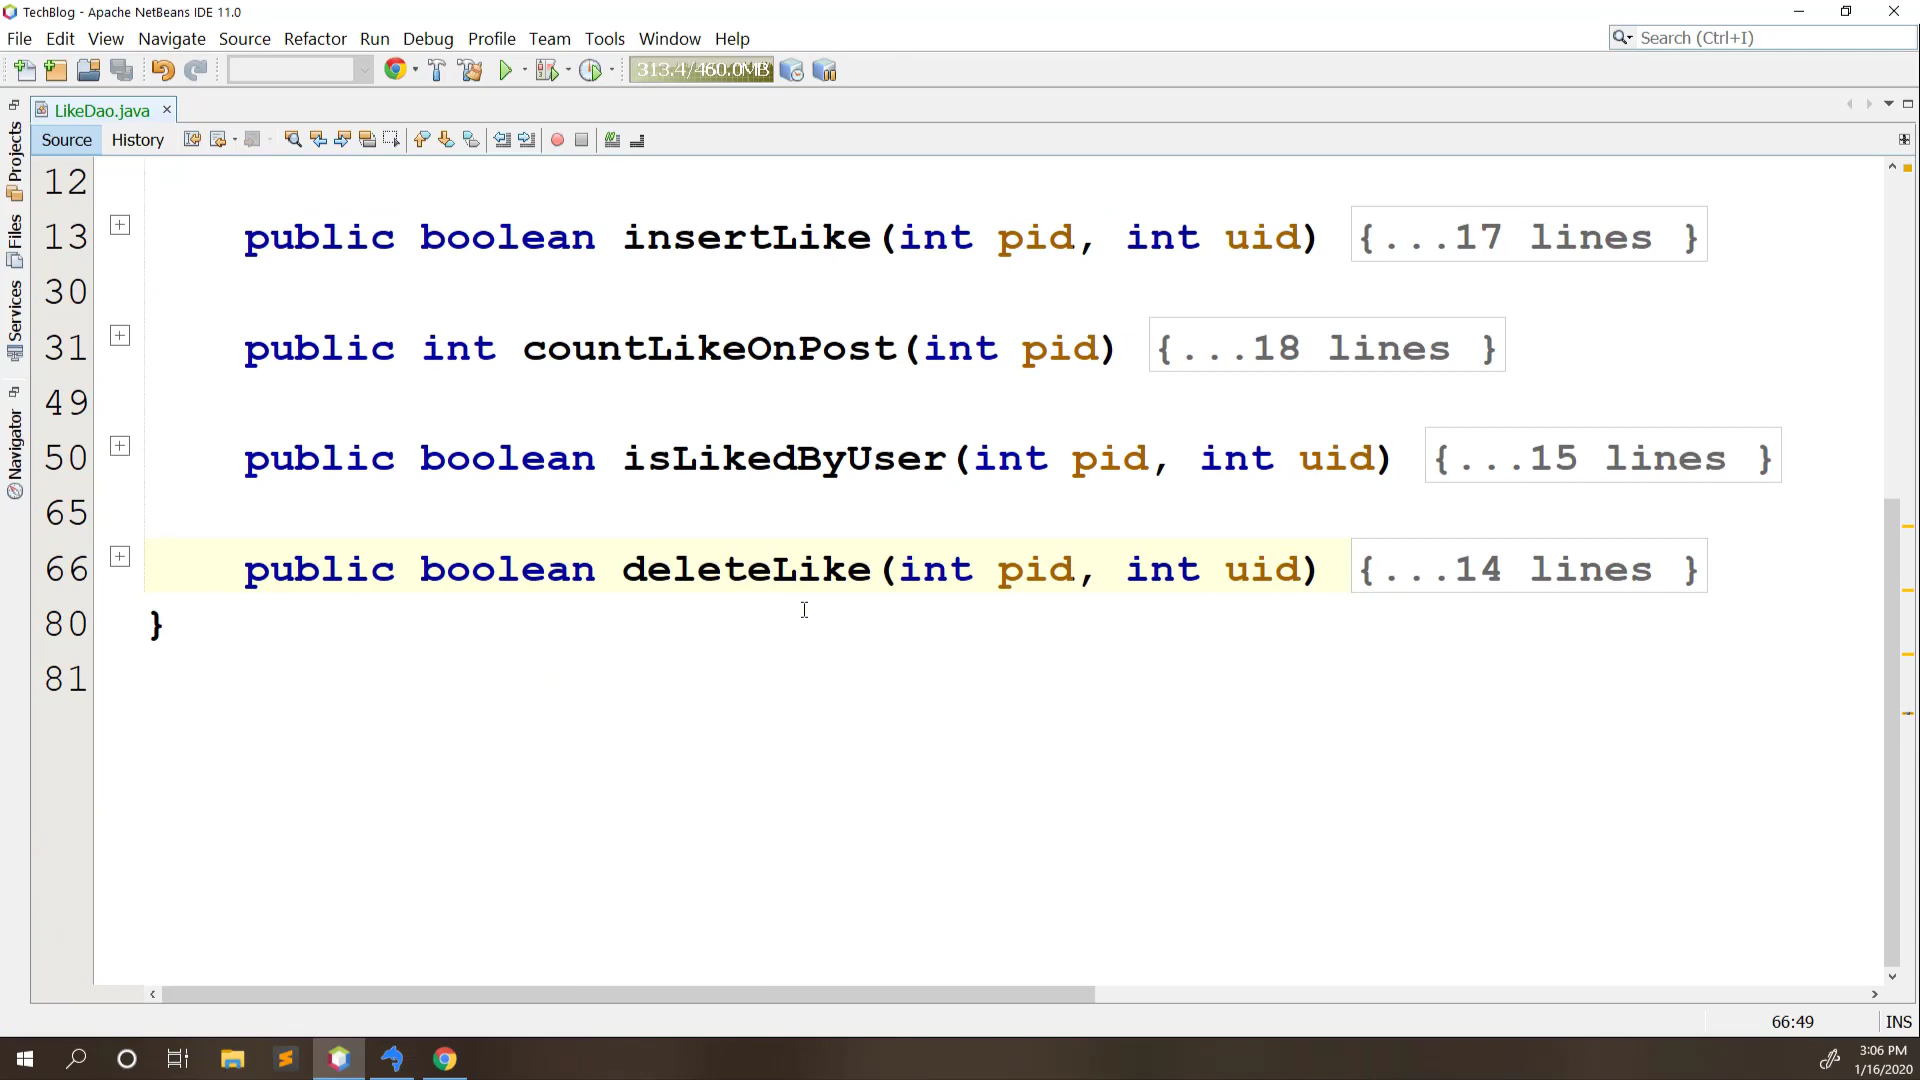 TechBlog - Apache NetBeans IDE 11.0
File Edit View Navigate Source Refactor Run Debug Profile Team Tools Window Help
Search (Ctrl+I)
313.4/460.0MB
LikeDao.java
Source History
Projects
Files
Services
Navigator
12
13 public boolean insertLike(int pid, int uid) {...17 lines }
30
31 public int countLikeOnPost(int pid) {...18 lines }
49
50 public boolean isLikedByUser(int pid, int uid) {...15 lines }
65
66 public boolean deleteLike(int pid, int uid) {...14 lines }
80 }
81
66:49 INS
3:06 PM
1/16/2020